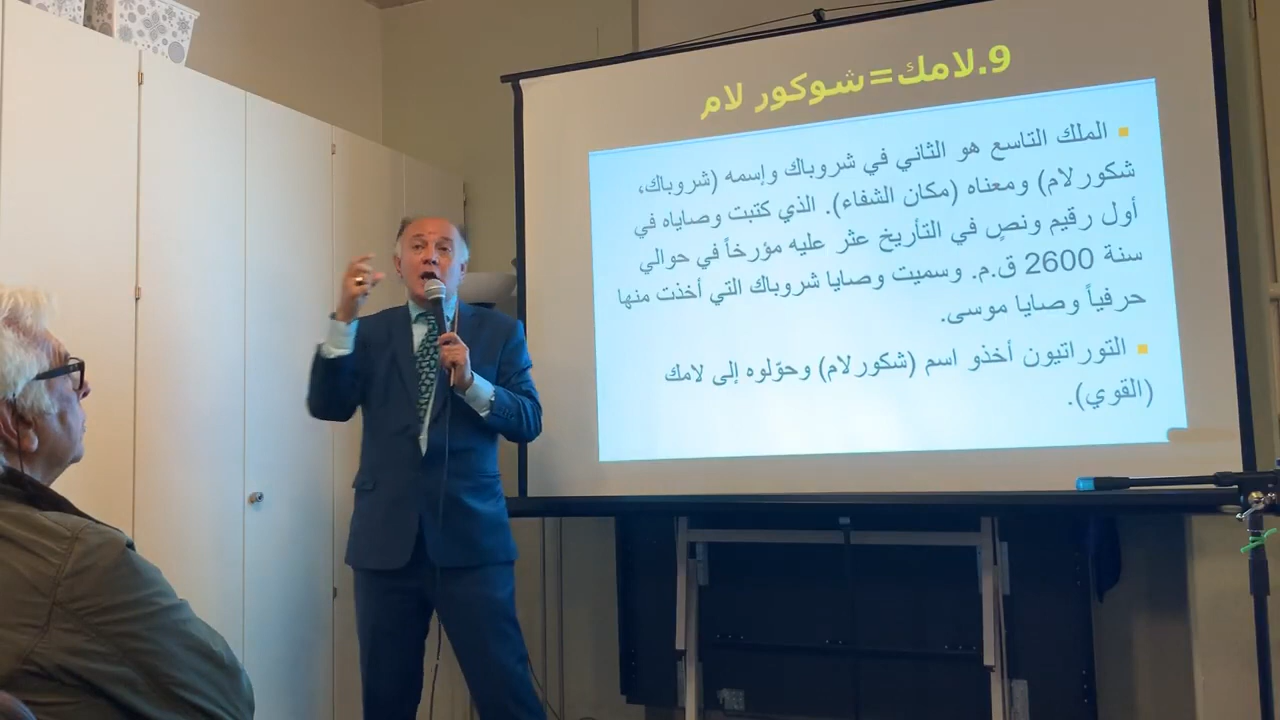 9.لامك=شوكور لام
▪ الملك التاسع هو الثاني في شروباك وإسمه (شروباك،
شكورلام) ومعناه (مكان الشفاء). الذي كتبت وصاياه في
أول رقيم ونصٍ في التأريخ عثر عليه مؤرخاً في حوالي
سنة 2600 ق.م. وسميت وصايا شروباك التي أخذت منها
حرفياً وصايا موسى.
▪ التوراتيون أخذو اسم (شكورلام) وحوّلوه إلى لامك
(القوي).